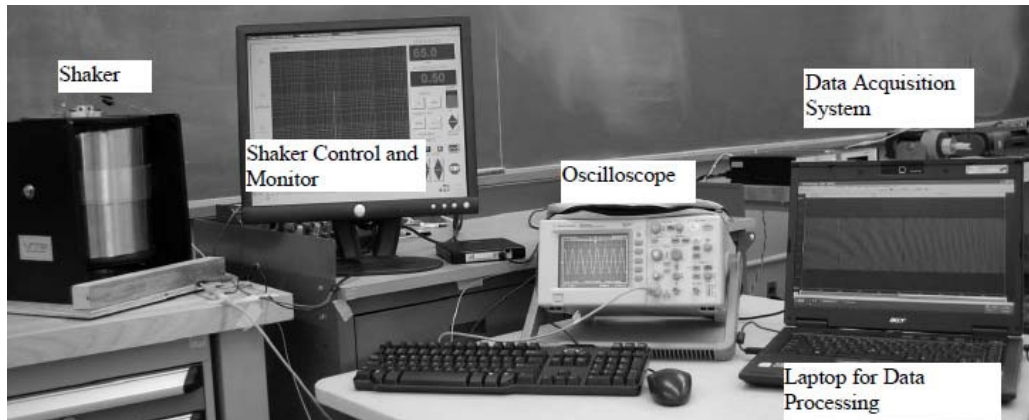 Shaker
65.0
0.50
Shaker Control and
Monitor
Oscilloscope
Data Acquisition
System
acer
Laptop for Data
Processing